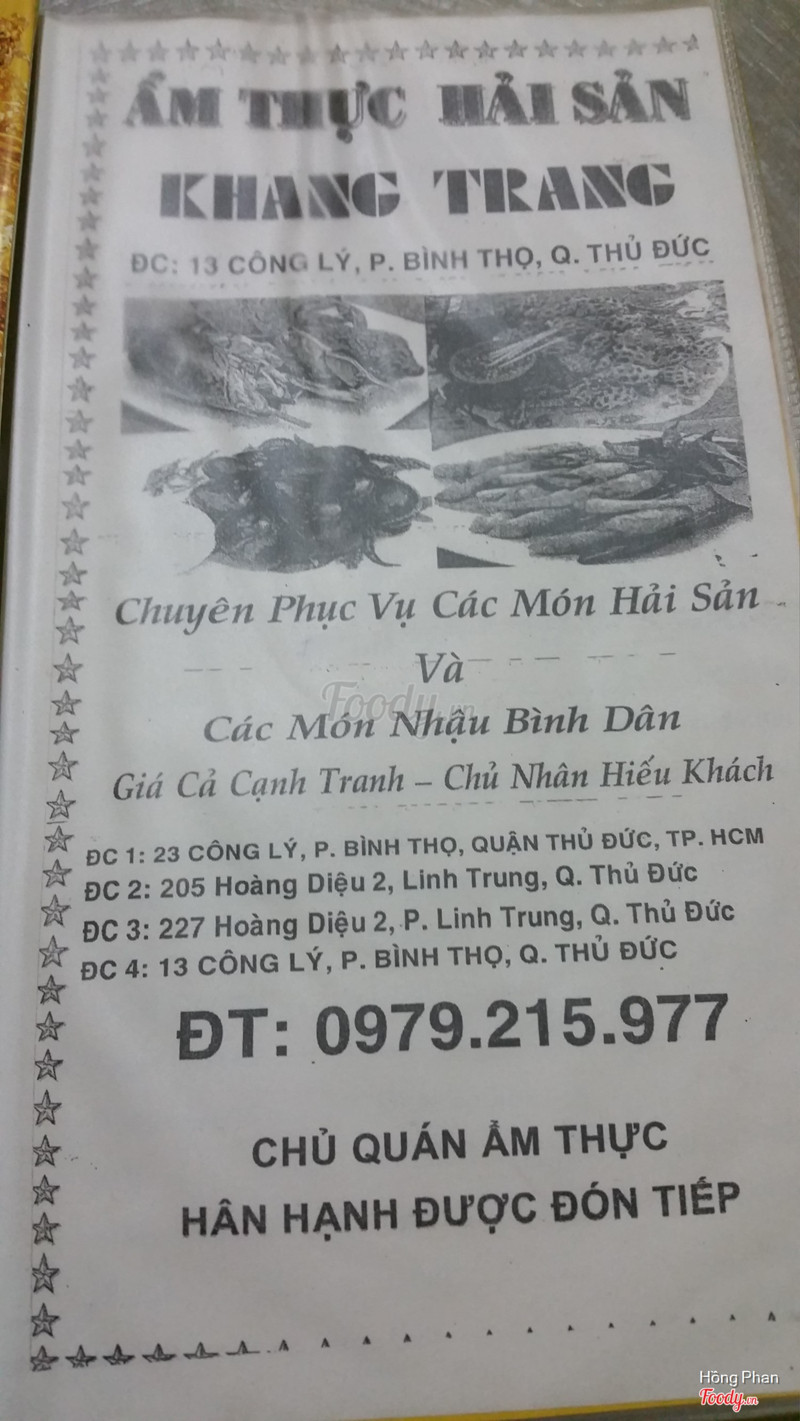 ẨM THỰC HẢI SẢN
KHANG TRANG
ĐC: 13 CÔNG LÝ, P. BÌNH THỌ, Q. THỦ ĐỨC
Chuyên Phục Vụ Các Món Hải Sản
Và
Foody.vn
Các Món Nhậu Bình Dân
Giá Cả Cạnh Tranh – Chủ Nhân Hiếu Khách
ĐC 1: 23 CÔNG LÝ, P. BÌNH THỌ, QUẬN THỦ ĐỨC, TP. HCM
ĐC 2: 205 Hoàng Diệu 2, Linh Trung, Q. Thủ Đức
ĐC 3: 227 Hoàng Diệu 2, P. Linh Trung, Q. Thủ Đức
ĐC 4: 13 CÔNG LÝ, P. BÌNH THỌ, Q. THỦ ĐỨC
ĐT: 0979.215.977
CHỦ QUÁN ẨM THỰC
HÂN HẠNH ĐƯỢC ĐÓN TIẾP
Hồng Phan
Foody.vn